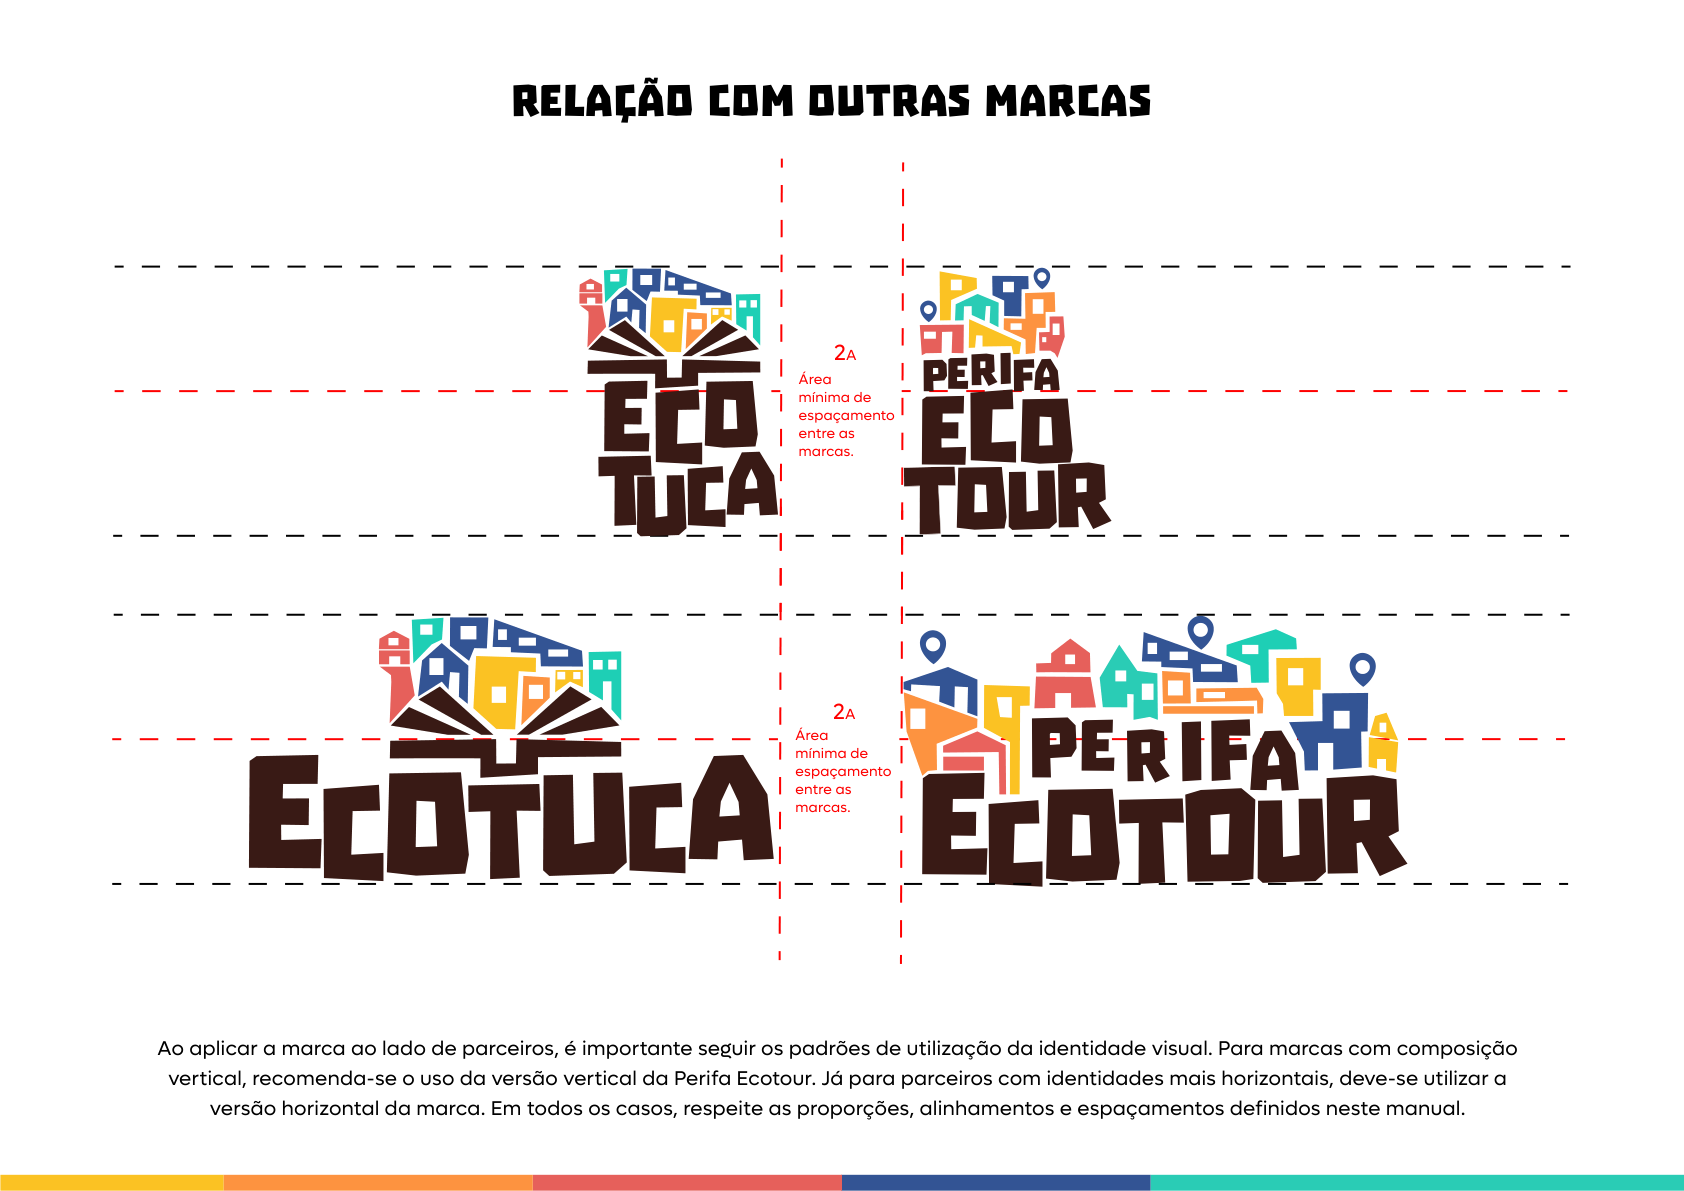 RELAÇÃO COM OUTRAS MARCAS
ECO
TUCA
2A
Área
mínima de
espaçamento
entre as
marcas.
PERIFA
ECO
TOUR
ECOTUCA
2A
Área
mínima de
espaçamento
entre as
marcas.
PERIFA
ECOTOUR
Ao aplicar a marca ao lado de parceiros, é importante seguir os padrões de utilização da identidade visual. Para marcas com composição
vertical, recomenda-se o uso da versão vertical da Perifa Ecotour. Já para parceiros com identidades mais horizontais, deve-se utilizar a
versão horizontal da marca. Em todos os casos, respeite as proporções, alinhamentos e espaçamentos definidos neste manual.